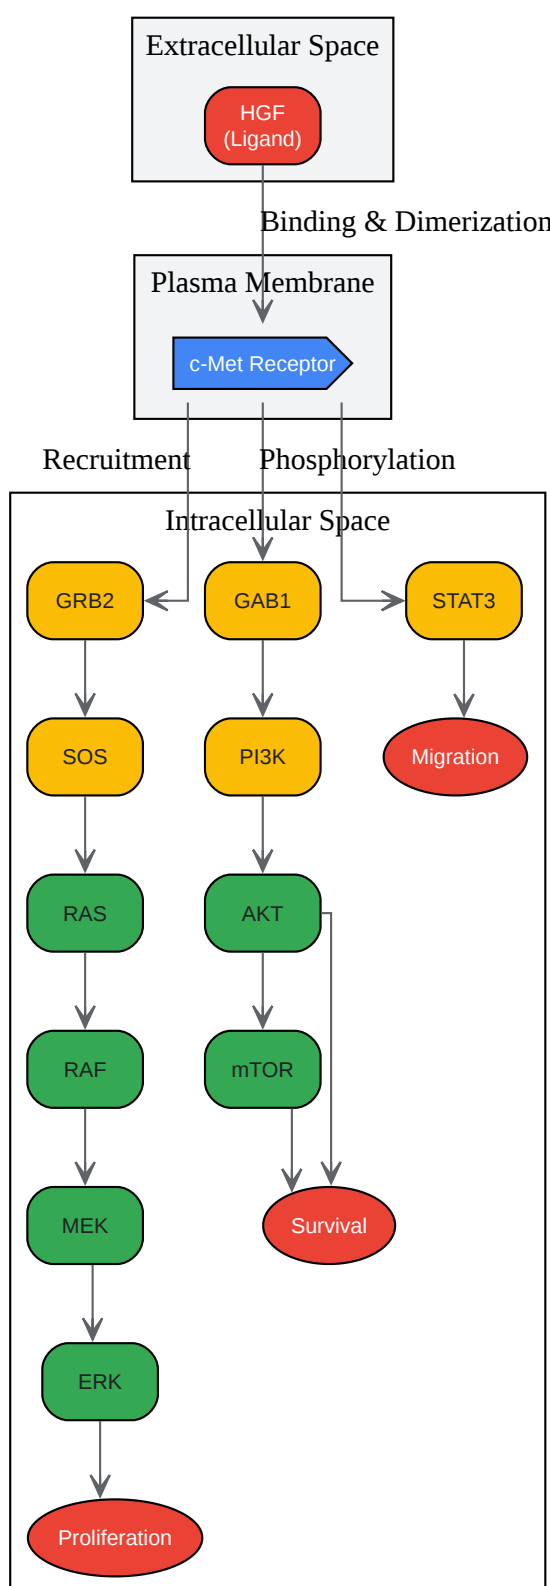 Extracellular Space
HGF
(Ligand)
Binding & Dimerization
Plasma Membrane
c-Met Receptor
Recruitment
Phosphorylation
Intracellular Space
GRB2
GAB1
STAT3
SOS
PI3K
Migration
RAS
AKT
RAF
mTOR
MEK
Survival
ERK
Proliferation